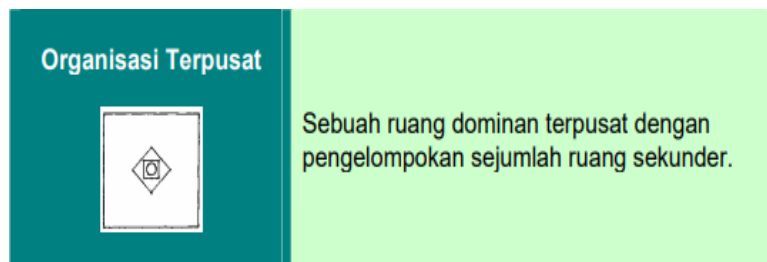 Organisasi Terpusat
Sebuah ruang dominan terpusat dengan
pengelompokan sejumlah ruang sekunder.